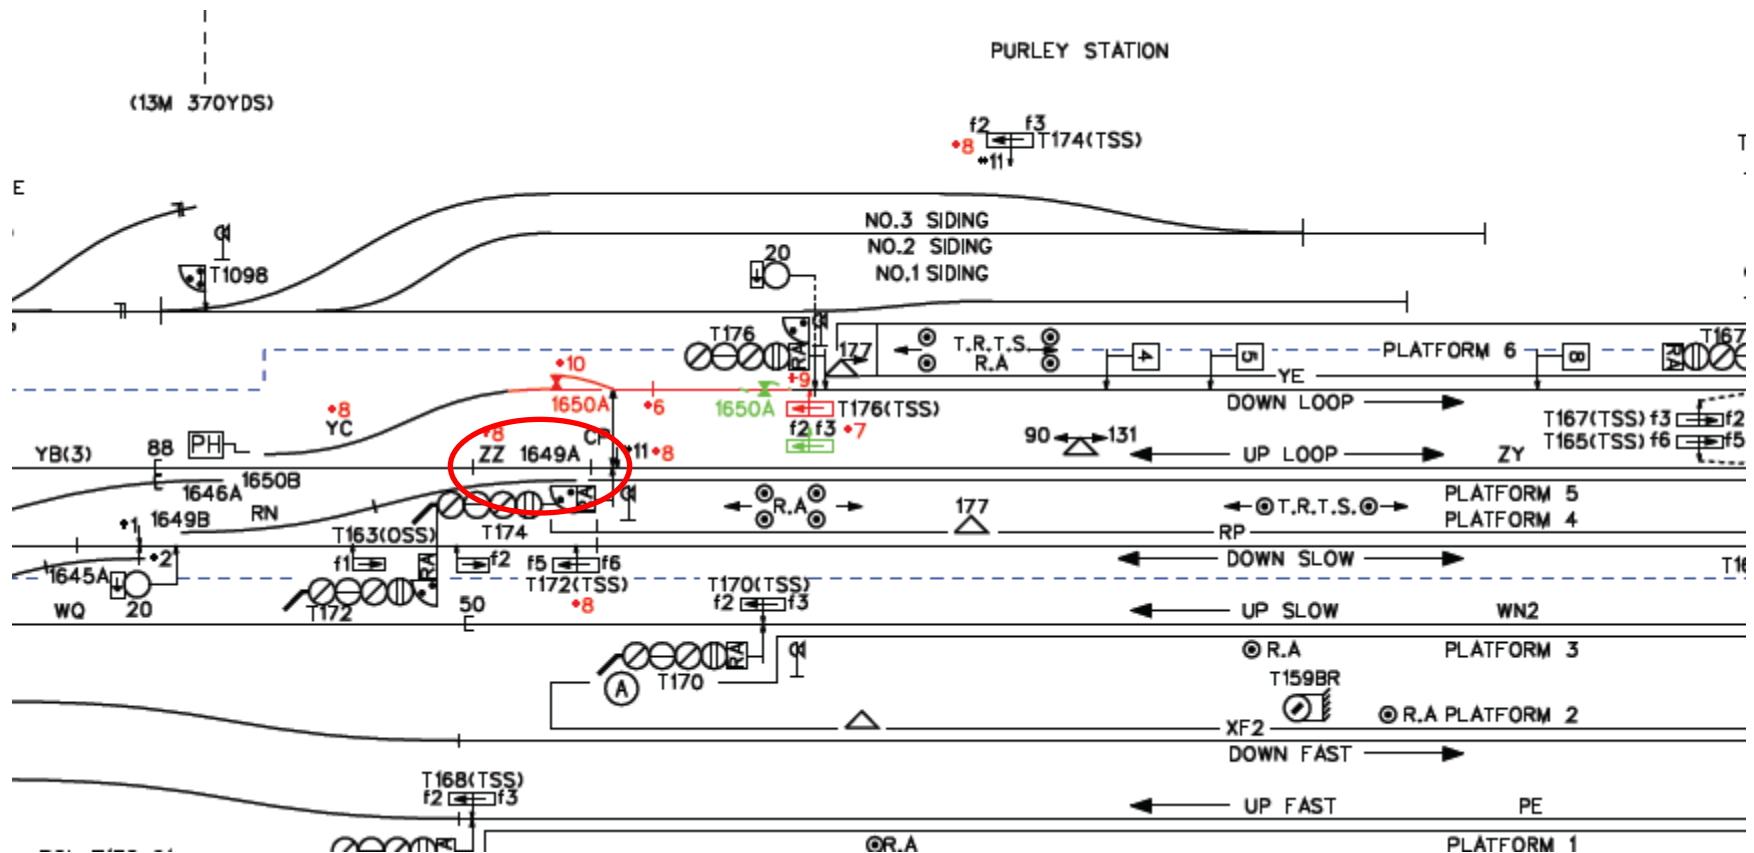 PURLEY STATION
(13M 370YDS)
f2 f3
T174(TSS)
*8
*11
E
T
NO.3 SIDING
NO.2 SIDING
NO.1 SIDING
20
T1098
T176
RA
177
T.R.T.S.
R.A
4
5
PLATFORM 6
8
T167
RA
YE
*10
*9
1650A
*6
1650A
T176(TSS)
DOWN LOOP
*8
YC
f2 f3
*7
T167(TSS) f3 f2
T165(TSS) f6 f5
*8
CP
90 131
YB(3)
88
PH
ZZ 1649A
*11 *8
UP LOOP
ZY
1646A
1650B
RA
R.A
177
T.R.T.S.
PLATFORM 5
PLATFORM 4
*1
1649B
RN
T163(OSS)
T174
RP
*2
f1
RA
f2
f5 f6
DOWN SLOW
1645A
T172(TSS)
T170(TSS)
T16
WQ
20
T172
50
*8
f2 f3
UP SLOW
WN2
RA
R.A
PLATFORM 3
A
T170
T159BR
R.A PLATFORM 2
XF2
DOWN FAST
T168(TSS)
f2 f3
UP FAST
PE
R.A
PLATFORM 1